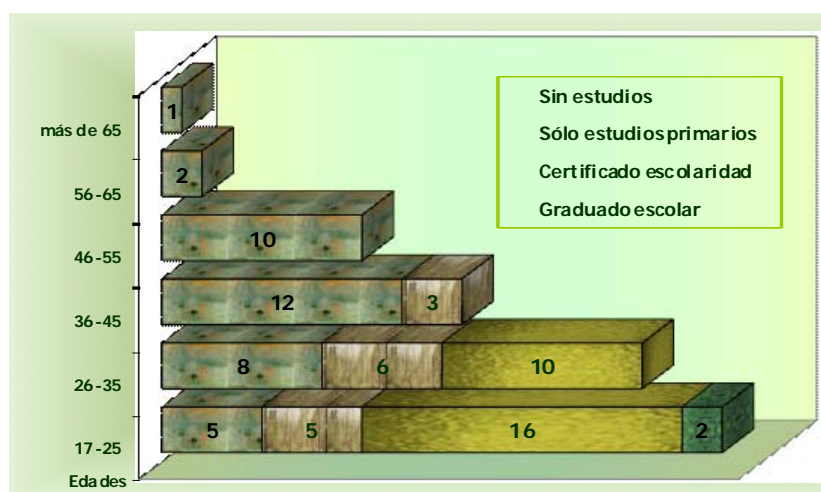 Sin estudios
Sólo estudios primarios
Certificado escolaridad
Graduado escolar
1
más de 65
2
56-65
10
46-55
12 3
36-45
8 6 10
26-35
5 5 16 2
17-25
Edades